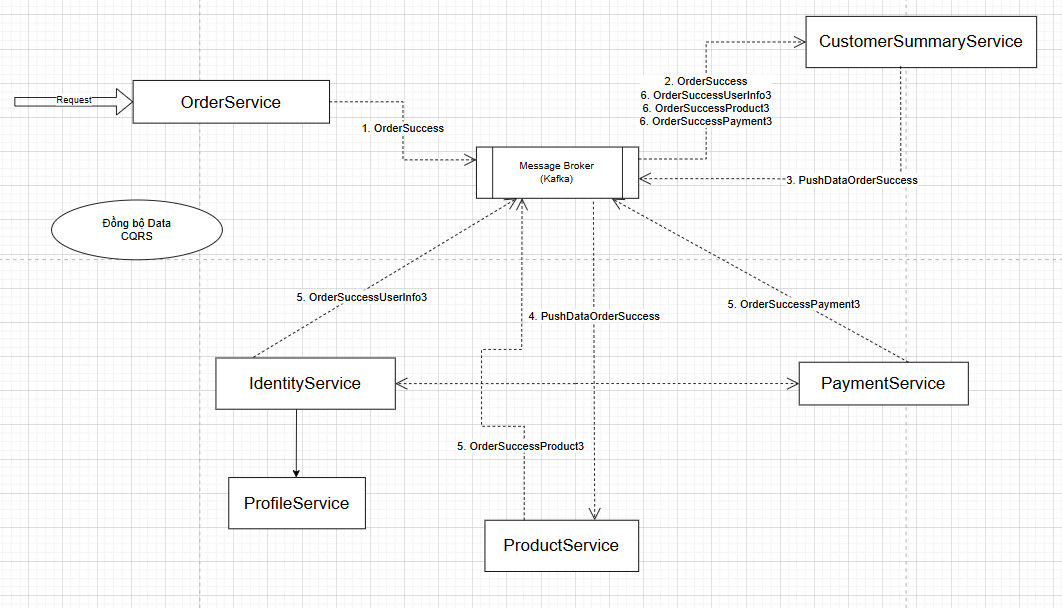 CustomerSummaryService
Request
OrderService
2. OrderSuccess
6. OrderSuccessUserInfo3
6. OrderSuccessProduct3
6. OrderSuccessPayment3
1. OrderSuccess
Message Broker
(Kafka)
3. PushDataOrderSuccess
Đồng bộ Data
CQRS
5. OrderSuccessUserInfo3
5. OrderSuccessPayment3
4. PushDataOrderSuccess
IdentityService
PaymentService
5. OrderSuccessProduct3
ProfileService
ProductService